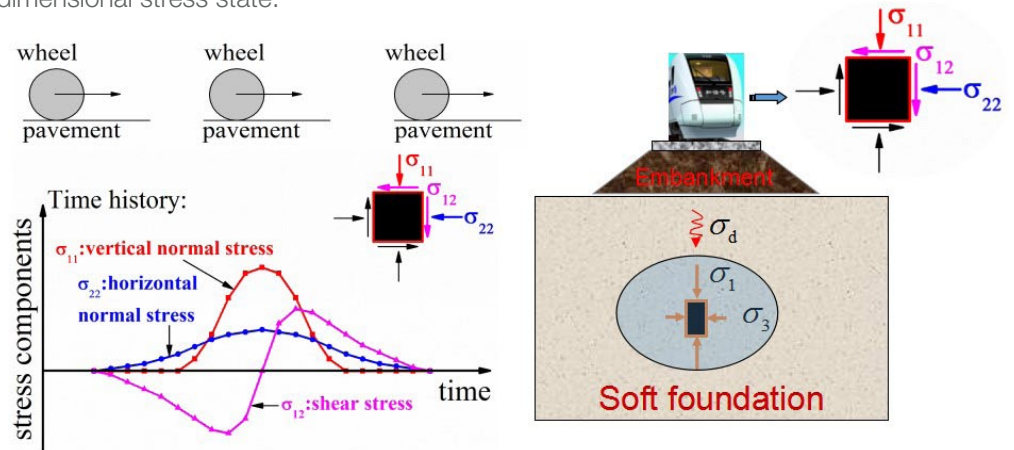 dimensional stress state.
wheel
wheel
wheel
pavement
pavement
pavement
σ11
σ12
σ22
Time history:
σ11:vertical normal stress
σ22:horizontal
normal stress
σ12:shear stress
stress components
time
σ11
σ12
σ22
Embankment
σd
σ1
σ3
Soft foundation